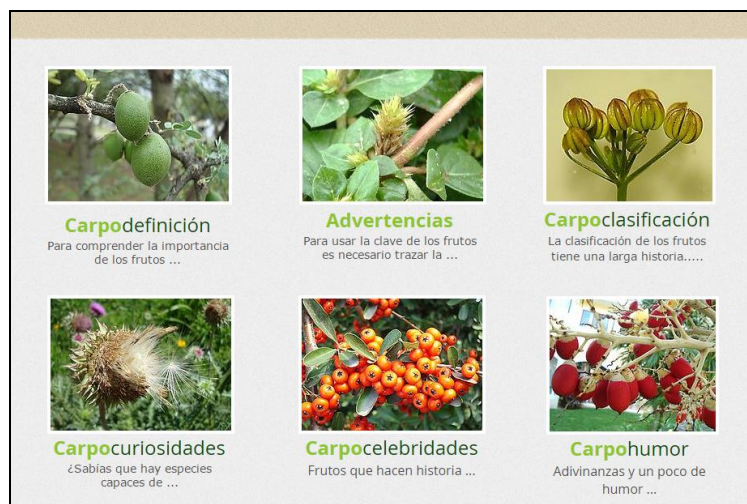 Carpodefinición
Para comprender la importancia
de los frutos ...
Advertencias
Para usar la clave de los frutos
es necesario trazar la ...
Carpoclasificación
La clasificación de los frutos
tiene una larga historia.....
Carpocuriosidades
¿Sabías que hay especies
capaces de ...
Carpocelebridades
Frutos que hacen historia ...
Carpohumor
Adivinanzas y un poco de
humor ...